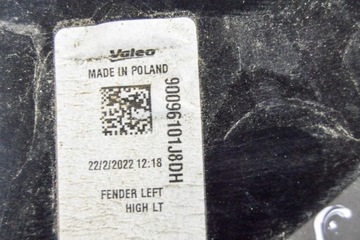 Valeo
MADE IN POLAND
90096101J8DH
22/2/2022 12:18
FENDER LEFT
HIGH LT